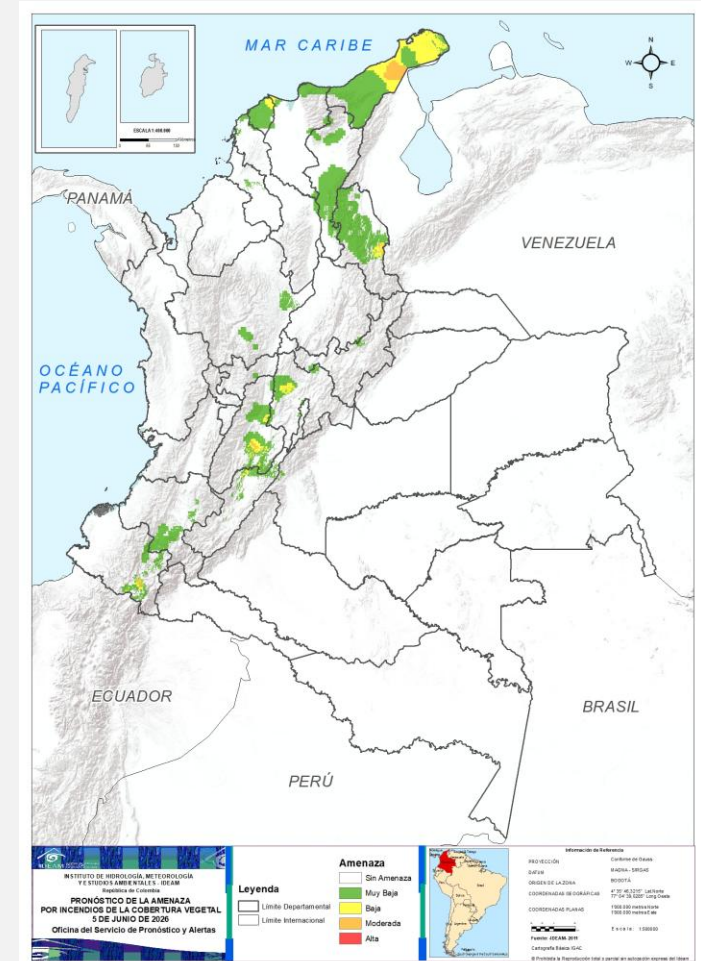 MAR CARIBE
N
W
E
S
ESCALA
PANAMÁ
VENEZUELA
OCÉANO
PACÍFICO
ECUADOR
BRASIL
PERÚ
IDEAM
INSTITUTO DE HIDROLOGÍA, METEOROLOGÍA
Y ESTUDIOS AMBIENTALES - IDEAM
República de Colombia
PRONÓSTICO DE LA AMENAZA
POR INCENDIOS DE LA COBERTURA VEGETAL
5 DE JUNIO DE 2026
Oficina del Servicio de Pronóstico y Alertas
Leyenda
Límite Departamental
Límite Internacional
Amenaza
Sin Amenaza
Muy Baja
Baja
Moderada
Alta
Información de Referencia
PROYECCIÓN Conforme de Gauss
DATUM MAGNA - SIRGAS
ORIGEN DE LA ZONA BOGOTÁ
COORDENADAS GEOGRÁFICAS
COORDENADAS PLANAS
Cartografía Básica IGAC